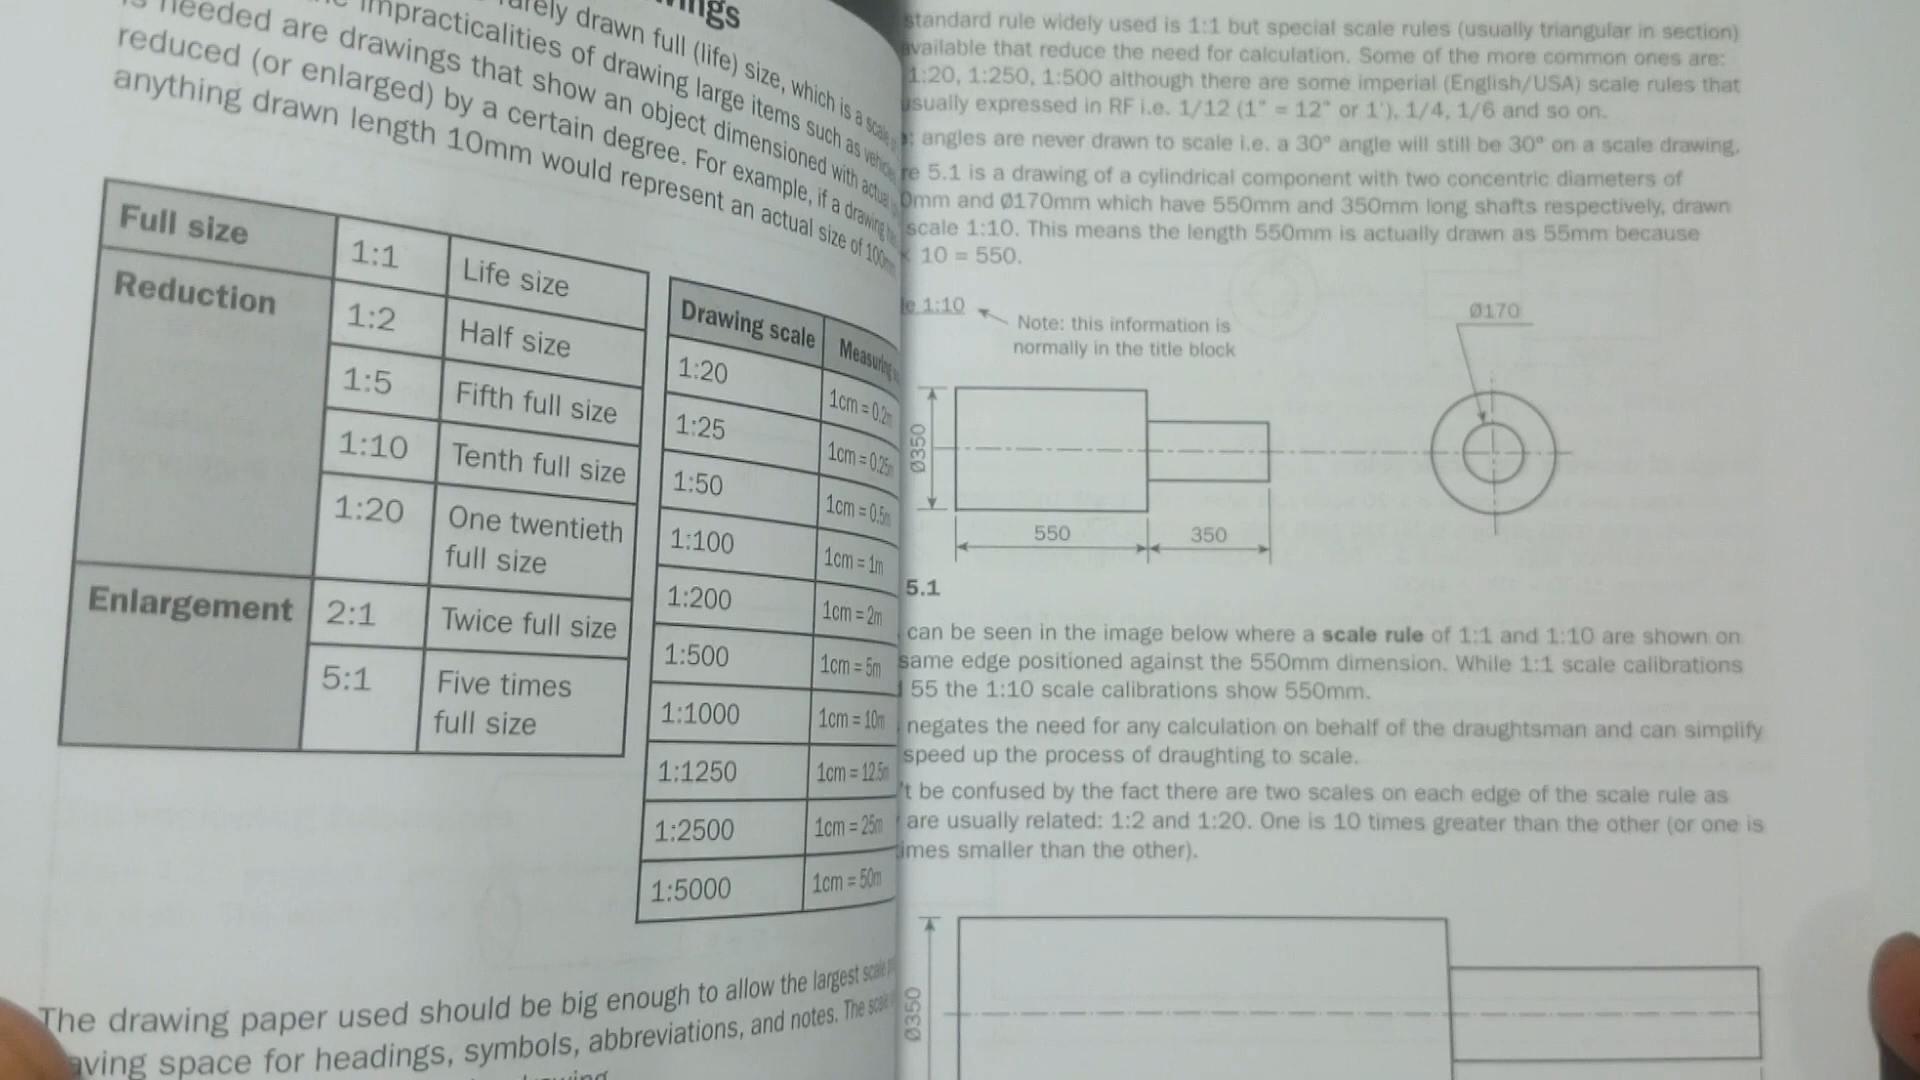 rarely drawn full (life) size, which is a scale
impracticalities of drawing large items such as vehicles
needed are drawings that show an object dimensioned with actual
reduced (or enlarged) by a certain degree. For example, if a drawing
anything drawn length 10mm would represent an actual size of 100mm
Full size 1:1 Life size
Reduction 1:2 Half size
1:5 Fifth full size
1:10 Tenth full size
1:20 One twentieth
full size
Enlargement 2:1 Twice full size
5:1 Five times
full size
Drawing scale Measuring
1:20 1cm = 0.2m
1:25 1cm = 0.25m
1:50 1cm = 0.5m
1:100 1cm = 1m
1:200 1cm = 2m
1:500 1cm = 5m
1:1000 1cm = 10m
1:1250 1cm = 12.5m
1:2500 1cm = 25m
1:5000 1cm = 50m
The drawing paper used should be big enough to allow the largest scale
space for headings, symbols, abbreviations, and notes. The scale
standard rule widely used is 1:1 but special scale rules (usually triangular in section)
available that reduce the need for calculation. Some of the more common ones are:
1:20, 1:250, 1:500 although there are some imperial (English/USA) scale rules that
usually expressed in RF i.e. 1/12 (1" = 12" or 1'), 1/4, 1/6 and so on.
angles are never drawn to scale i.e. a 30° angle will still be 30° on a scale drawing.
5.1 is a drawing of a cylindrical component with two concentric diameters of
and Ø170mm which have 550mm and 350mm long shafts respectively, drawn
scale 1:10. This means the length 550mm is actually drawn as 55mm because
10 = 550.
1:10
Note: this information is
normally in the title block
Ø170
Ø350
550 350
5.1
can be seen in the image below where a scale rule of 1:1 and 1:10 are shown on
same edge positioned against the 550mm dimension. While 1:1 scale calibrations
55 the 1:10 scale calibrations show 550mm.
negates the need for any calculation on behalf of the draughtsman and can simplify
speed up the process of draughting to scale.
be confused by the fact there are two scales on each edge of the scale rule as
are usually related: 1:2 and 1:20. One is 10 times greater than the other (or one is
times smaller than the other).
Ø350